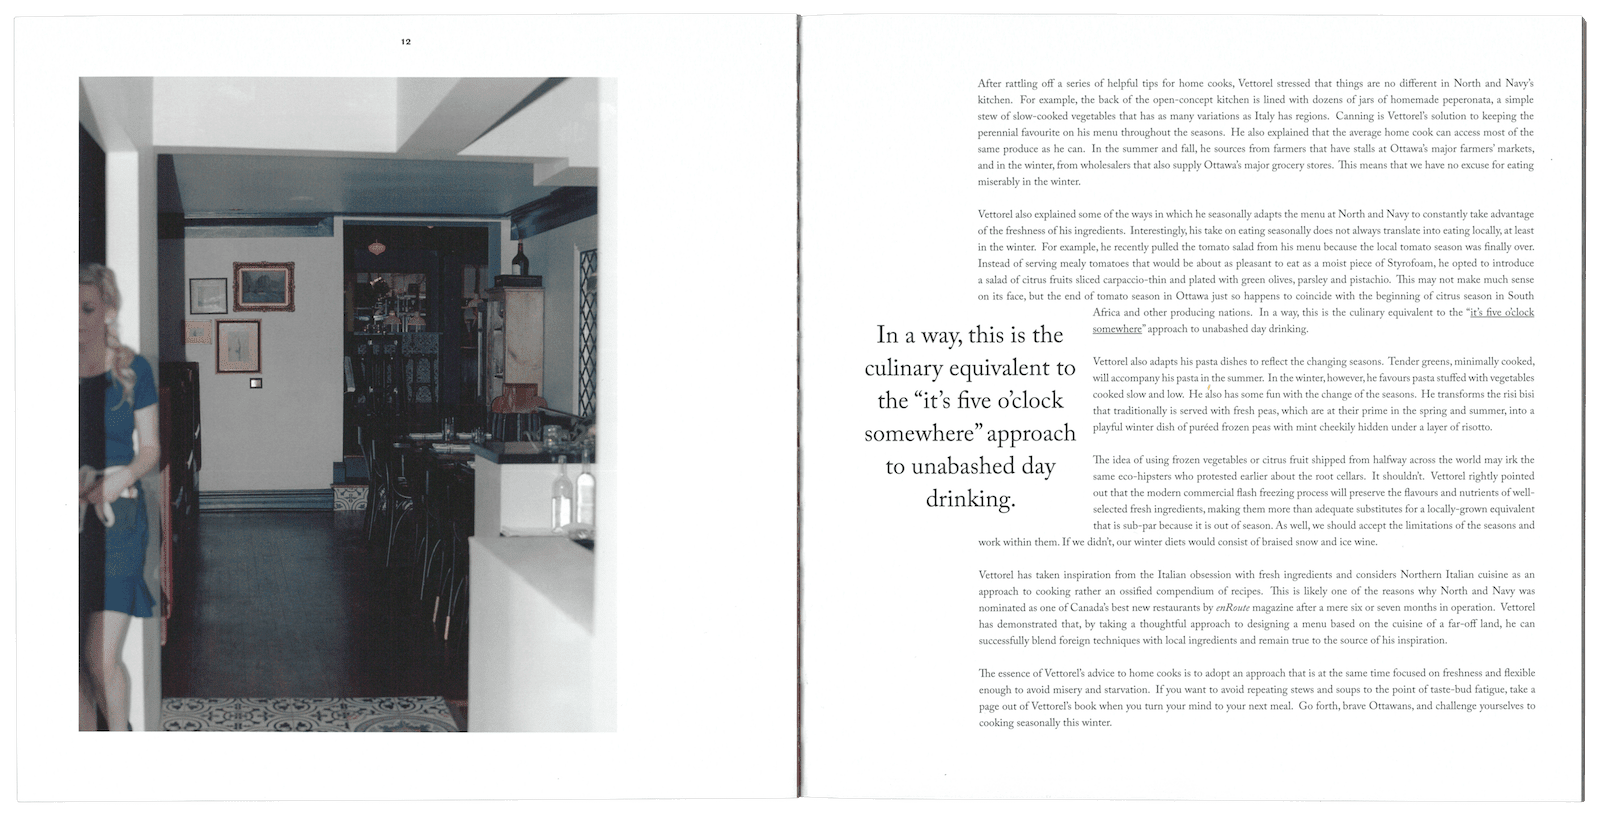 12
After rattling off a series of helpful tips for home cooks, Vettorel stressed that things are no different in North and Navy's
kitchen. For example, the back of the open-concept kitchen is lined with dozens of jars of homemade peperonata, a simple
stew of slow-cooked vegetables that has as many variations as Italy has regions. Canning is Vettorel's solution to keeping the
perennial favourite on his menu throughout the seasons. He also explained that the average home cook can access most of the
same produce as he can. In the summer and fall, he sources from farmers that have stalls at Ottawa's major farmers' markets,
and in the winter, from wholesalers that also supply Ottawa's major grocery stores. This means that we have no excuse for eating
miserably in the winter.
Vettorel also explained some of the ways in which he seasonally adapts the menu at North and Navy to constantly take advantage
of the freshness of his ingredients. Interestingly, his take on eating seasonally does not always translate into eating locally, at least
in the winter. For example, he recently pulled the tomato salad from his menu because the local tomato season was finally over.
Instead of serving mealy tomatoes that would be about as pleasant to eat as a moist piece of Styrofoam, he opted to introduce
a salad of citrus fruits sliced carpaccio-thin and plated with green olives, parsley and pistachio. This may not make much sense
on its face, but the end of tomato season in Ottawa just so happens to coincide with the beginning of citrus season in South
Africa and other producing nations. In a way, this is the culinary equivalent to the "it's five o'clock
somewhere" approach to unabashed day drinking.
In a way, this is the
culinary equivalent to
the "it's five o'clock
somewhere" approach
to unabashed day
drinking.
Vettorel also adapts his pasta dishes to reflect the changing seasons. Tender greens, minimally cooked,
will accompany his pasta in the summer. In the winter, however, he favours pasta stuffed with vegetables
cooked slow and low. He also has some fun with the change of the seasons. He transforms the risi bisi
that traditionally is served with fresh peas, which are at their prime in the spring and summer, into a
playful winter dish of puréed frozen peas with mint cheekily hidden under a layer of risotto.
The idea of using frozen vegetables or citrus fruit shipped from halfway across the world may irk the
same eco-hipsters who protested earlier about the root cellars. It shouldn't. Vettorel rightly pointed
out that the modern commercial flash freezing process will preserve the flavours and nutrients of well-
selected fresh ingredients, making them more than adequate substitutes for a locally-grown equivalent
that is sub-par because it is out of season. As well, we should accept the limitations of the seasons and
work within them. If we didn't, our winter diets would consist of braised snow and ice wine.
Vettorel has taken inspiration from the Italian obsession with fresh ingredients and considers Northern Italian cuisine as an
approach to cooking rather an ossified compendium of recipes. This is likely one of the reasons why North and Navy was
nominated as one of Canada's best new restaurants by enRoute magazine after a mere six or seven months in operation. Vettorel
has demonstrated that, by taking a thoughtful approach to designing a menu based on the cuisine of a far-off land, he can
successfully blend foreign techniques with local ingredients and remain true to the source of his inspiration.
The essence of Vettorel's advice to home cooks is to adopt an approach that is at the same time focused on freshness and flexible
enough to avoid misery and starvation. If you want to avoid repeating stews and soups to the point of taste-bud fatigue, take a
page out of Vettorel's book when you turn your mind to your next meal. Go forth, brave Ottawans, and challenge yourselves to
cooking seasonally this winter.